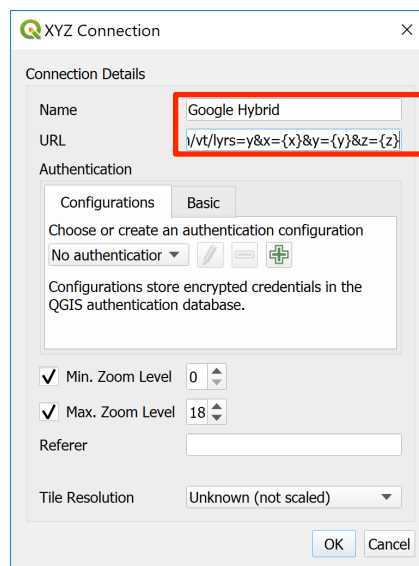 XYZ Connection
Connection Details
Name Google Hybrid
URL /vt/lyrs=y&x={x}&y={y}&z={z}
Authentication
Configurations Basic
Choose or create an authentication configuration
No authentication
Configurations store encrypted credentials in the
QGIS authentication database.
Min. Zoom Level 0
Max. Zoom Level 18
Referer
Tile Resolution Unknown (not scaled)
OK Cancel